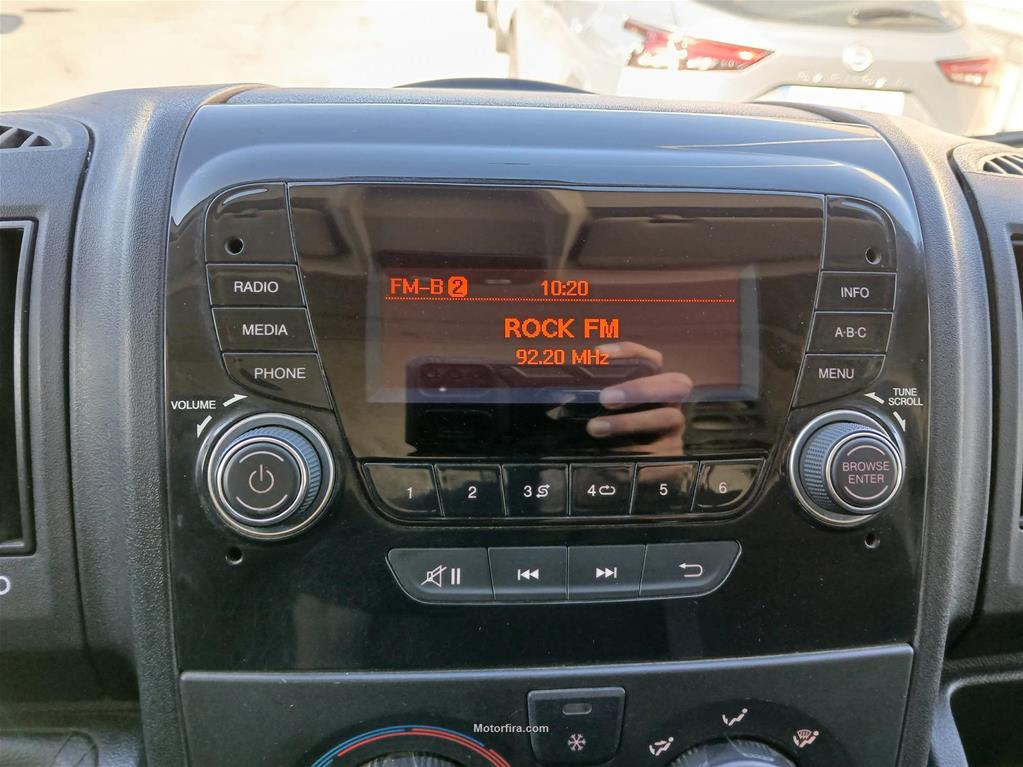 FM-B 2 10:20
ROCK FM
92.20 MHz
RADIO
MEDIA
PHONE
INFO
A·B·C
MENU
VOLUME
TUNE
SCROLL
BROWSE
ENTER
1
2
3
4
5
6
Motorfira.com